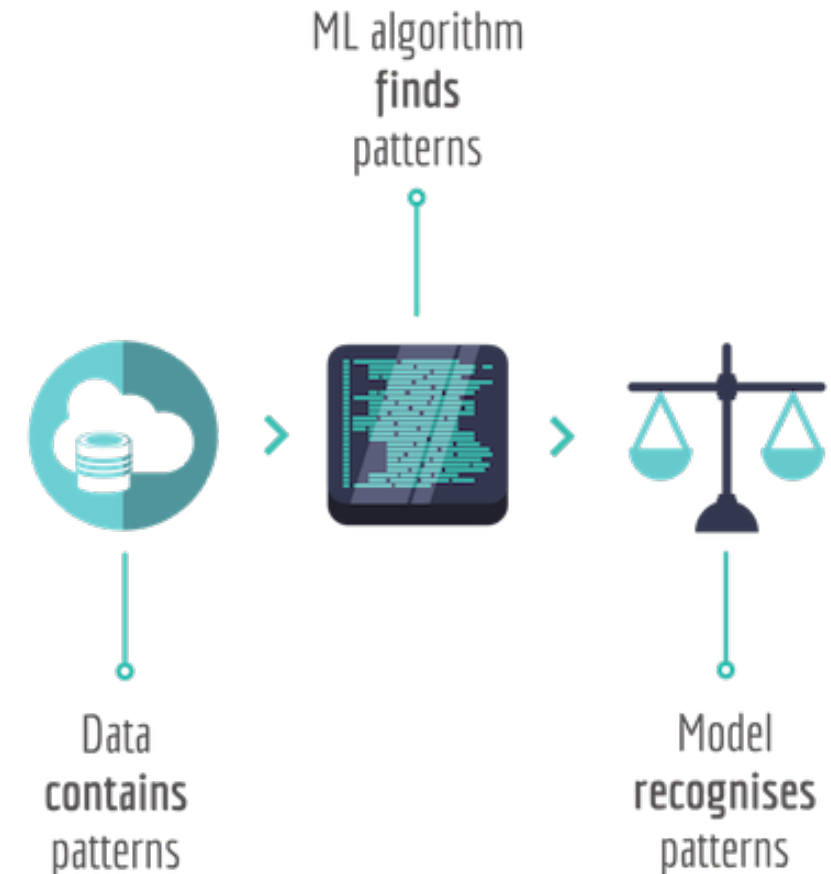 ML algorithm
finds
patterns
Data
contains
patterns
Model
recognises
patterns